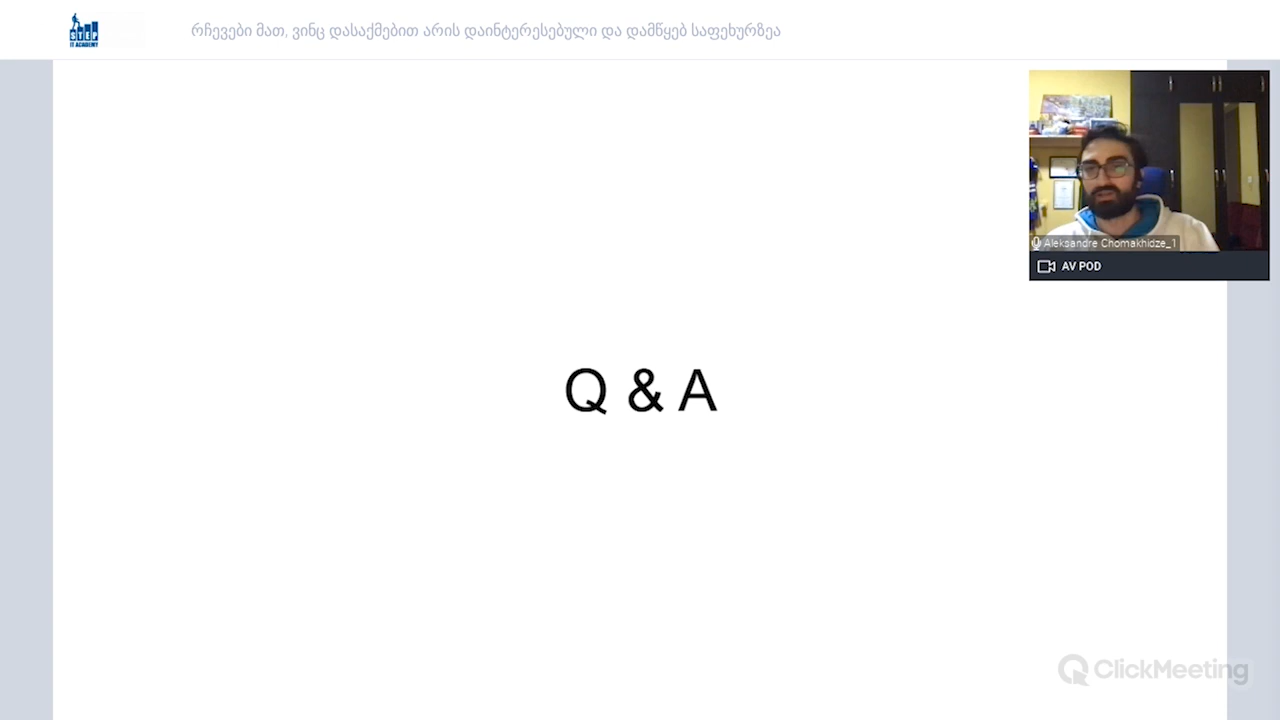 STEP
IT ACADEMY
რჩევები მათ, ვინც დასაქმებით არის დაინტერესებული და დამწყებ საფეხურზეა
Aleksandre Chomakhidze_1
AV POD
Q & A
ClickMeeting